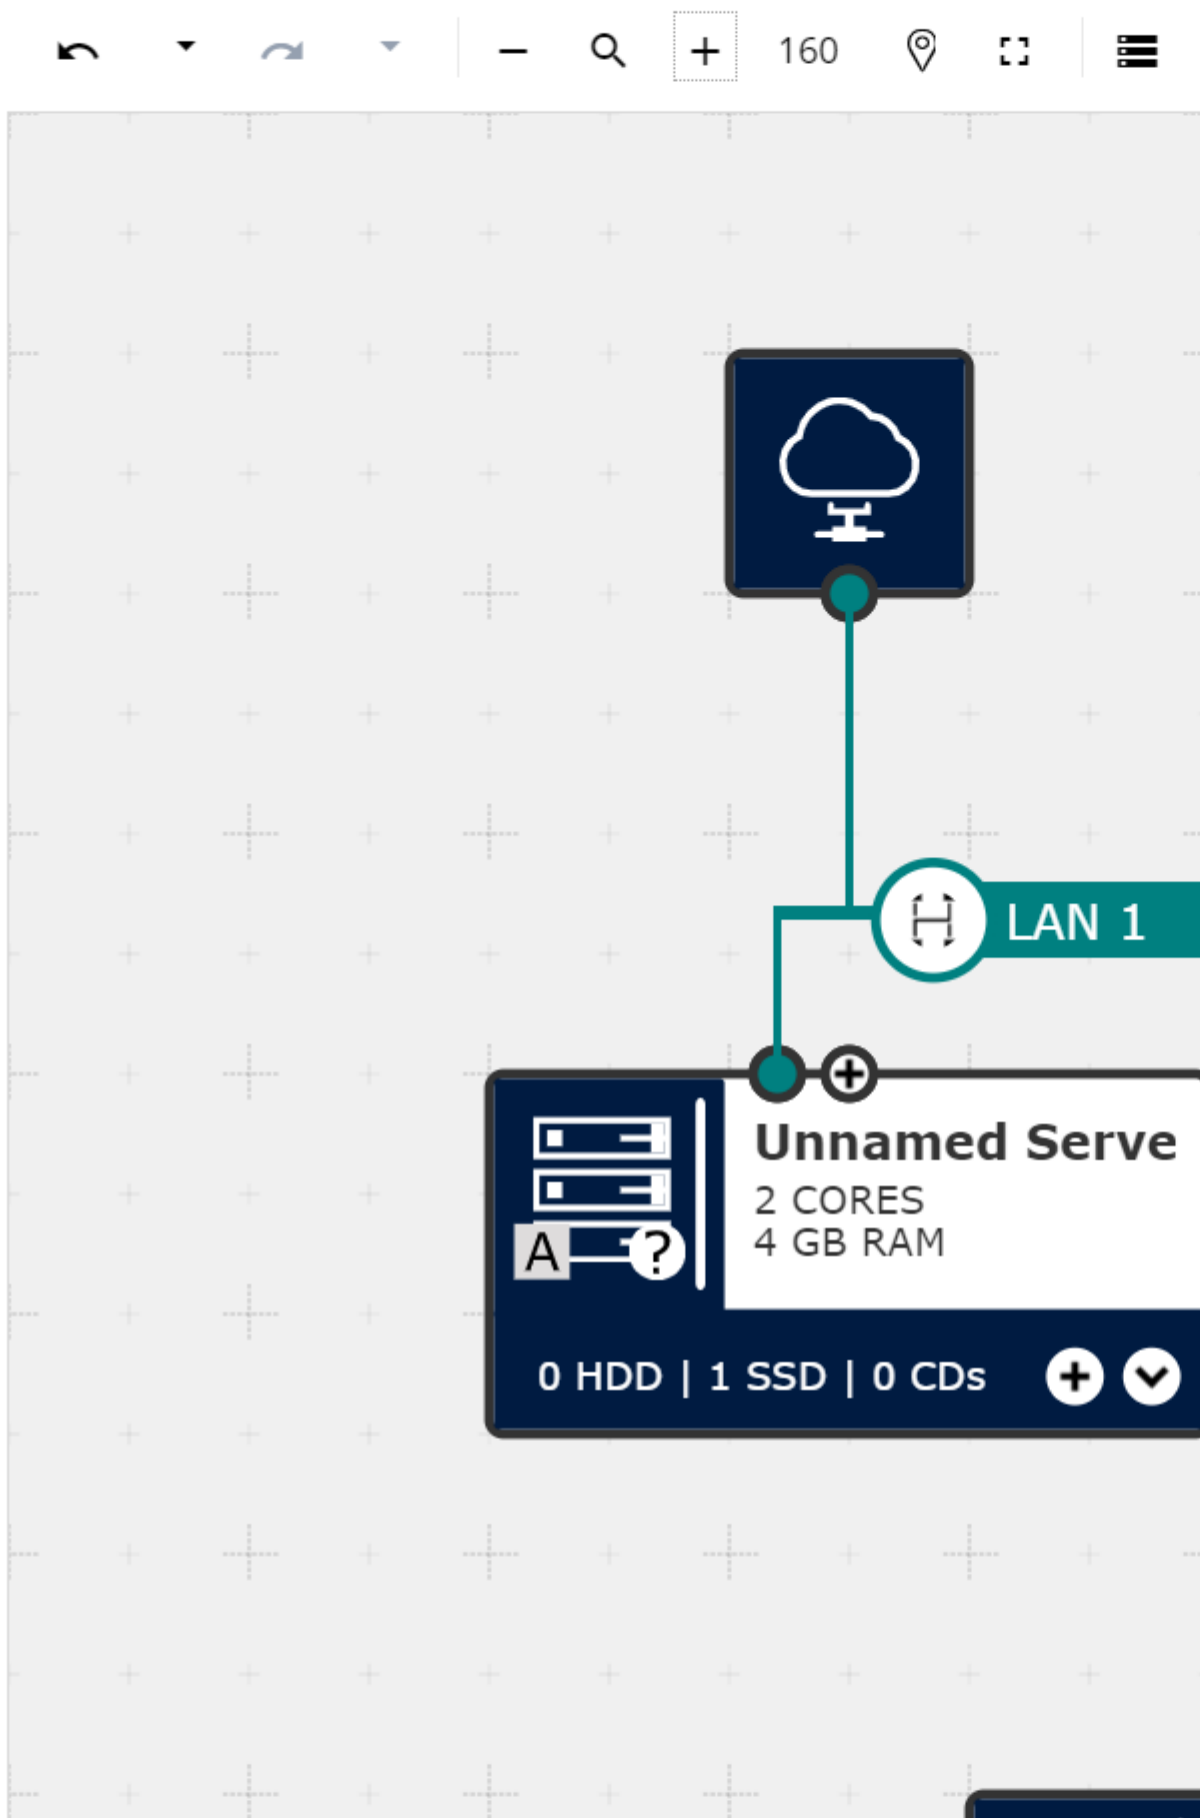 160
LAN 1
Unnamed Serve
2 CORES
4 GB RAM
A ?
0 HDD | 1 SSD | 0 CDs